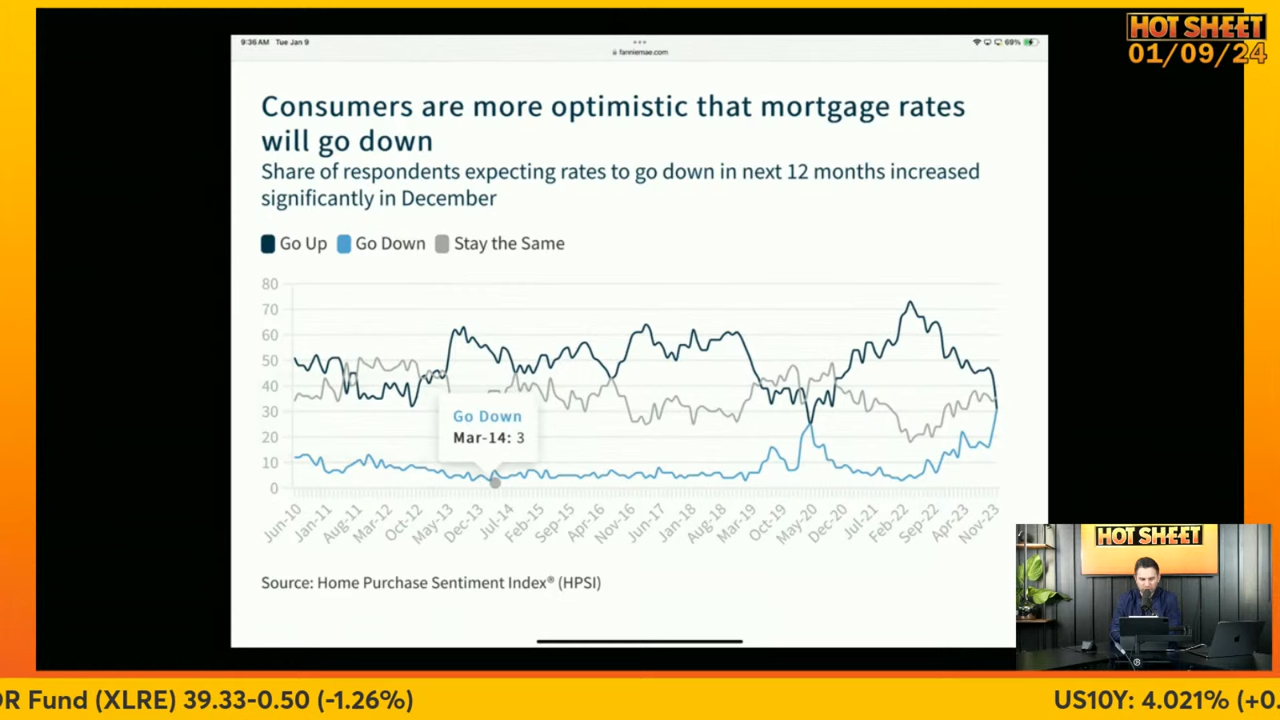 HOT SHEET
01/09/24
9:36 AM Tue Jan 9
fanniemae.com
69%
Consumers are more optimistic that mortgage rates
will go down
Share of respondents expecting rates to go down in next 12 months increased
significantly in December
Go Up Go Down Stay the Same
80
70
60
50
40
30
20
10
0
Go Down
Mar-14: 3
Jun-10 Jan-11 Aug-11 Mar-12 Oct-12 May-13 Dec-13 Jul-14 Feb-15 Sep-15 Apr-16 Nov-16 Jun-17 Jan-18 Aug-18 Mar-19 Oct-19 May-20 Dec-20 Jul-21 Feb-22 Sep-22 Apr-23 Nov-23
Source: Home Purchase Sentiment Index® (HPSI)
HOT SHEET
OR Fund (XLRE) 39.33-0.50 (-1.26%) US10Y: 4.021% (+0.